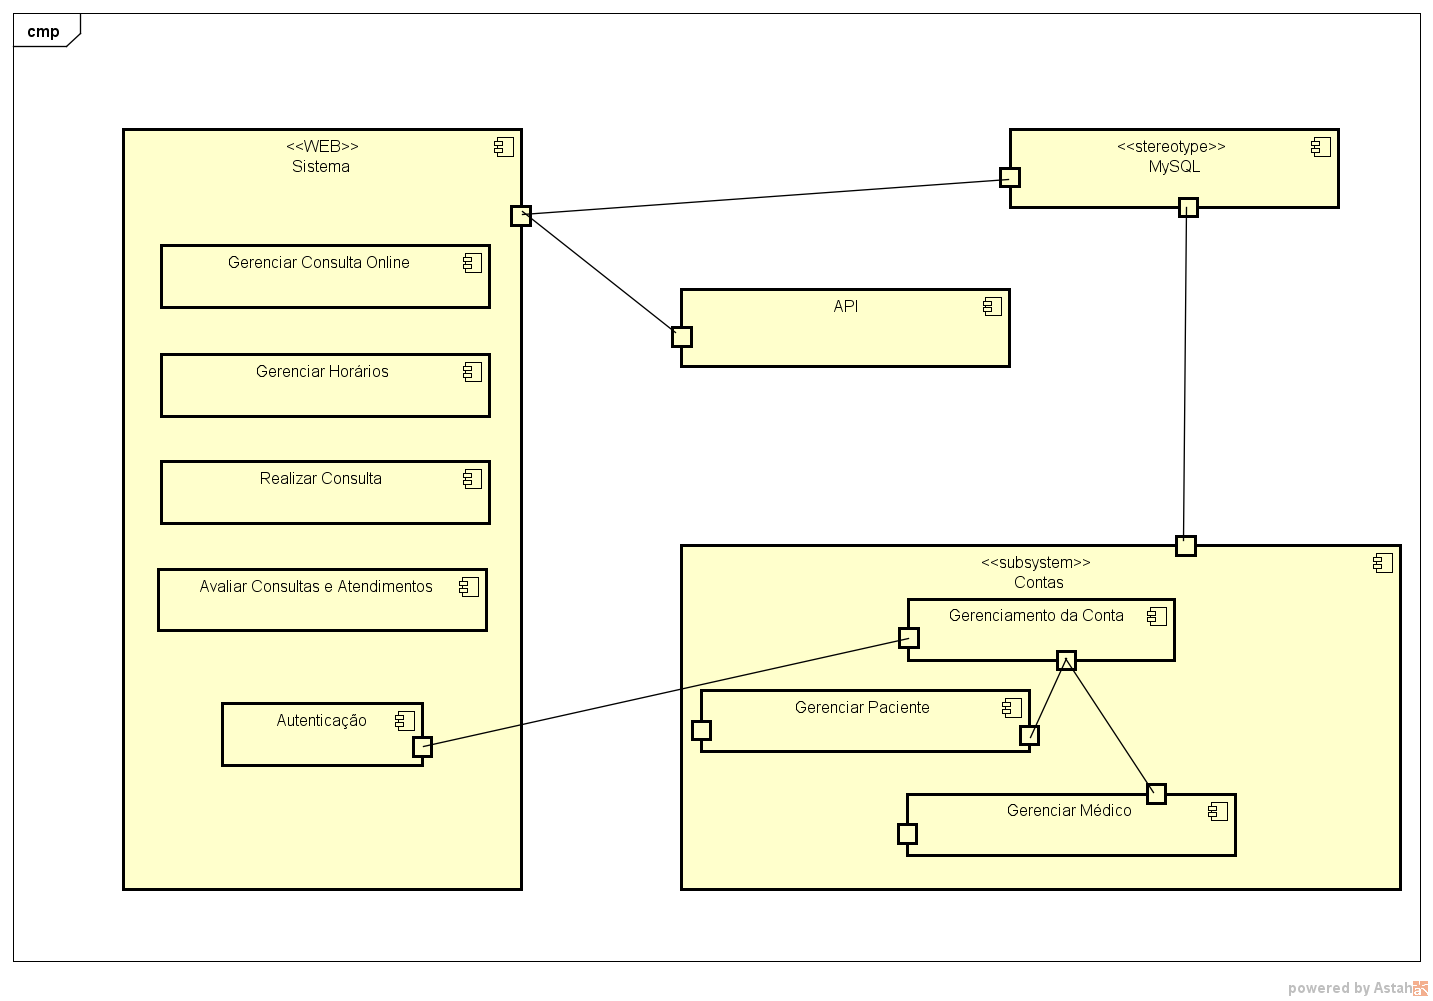 cmp
<<WEB>>
Sistema
Gerenciar Consulta Online
Gerenciar Horários
Realizar Consulta
Avaliar Consultas e Atendimentos
Autenticação
<<stereotype>>
MySQL
API
<<subsystem>>
Contas
Gerenciamento da Conta
Gerenciar Paciente
Gerenciar Médico
powered by Astah